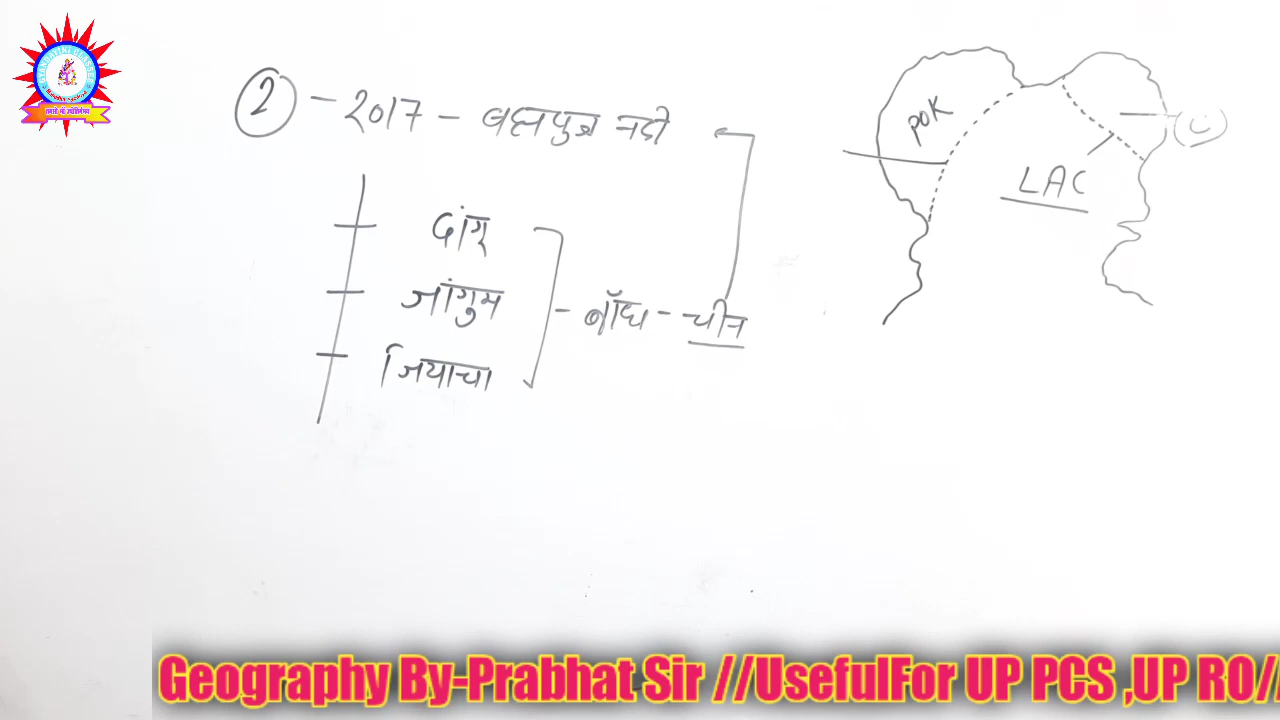 2 - 2017 - ब्रह्मपुत्र नदी
दांगू
जांगुम
जियाचा
- बाँध - चीन
POK
LAC
Geography By-Prabhat Sir //UsefulFor UP PCS ,UP RO//